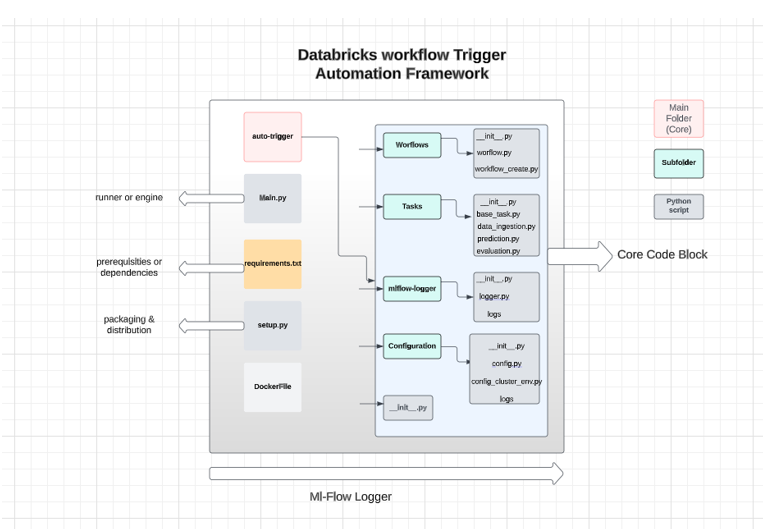 Databricks workflow Trigger
Automation Framework
auto-trigger
Main.py
requirements.txt
setup.py
DockerFile
runner or engine
prerequisities or
dependencies
packaging &
distribution
Worflows
__init__.py
worflow.py
workflow_create.py
Tasks
__init__.py
base_task.py
data_ingestion.py
prediction.py
evaluation.py
mlflow-logger
__init__.py
logger.py
logs
Configuration
__init__.py
config.py
config_cluster_env.py
logs
__init__.py
Main
Folder
(Core)
Subfolder
Python
script
Core Code Block
Ml-Flow Logger